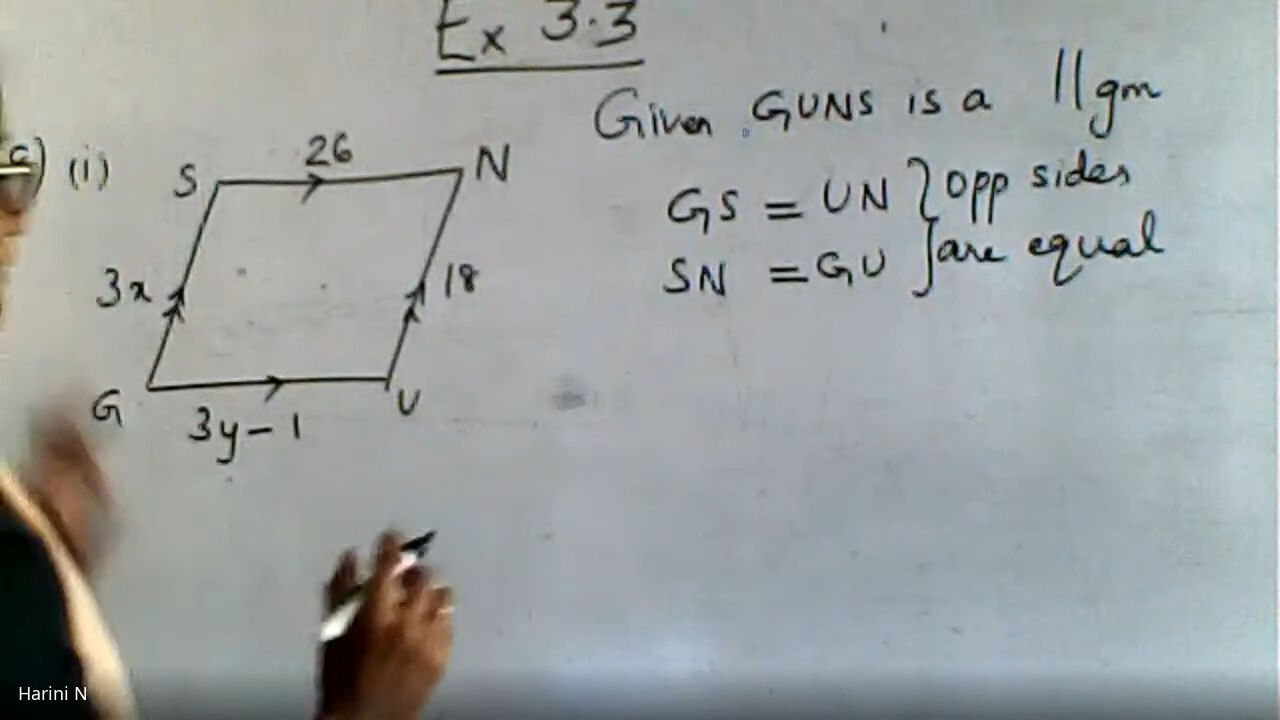 Ex 3.3
Given GUNS is a ||gm
(i)
S
26
N
GS = UN } opp sides
SN = GU } are equal
3x
18
G
3y-1
U
Harini N